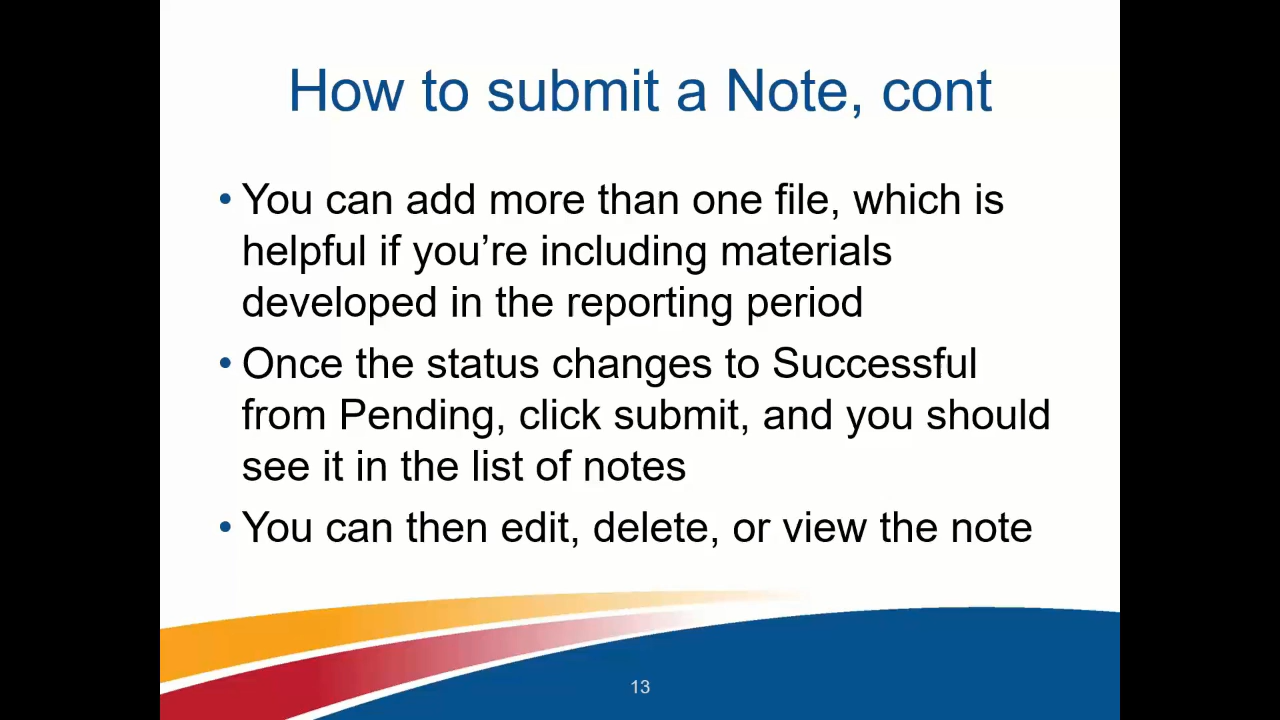 How to submit a Note, cont
• You can add more than one file, which is
helpful if you’re including materials
developed in the reporting period
• Once the status changes to Successful
from Pending, click submit, and you should
see it in the list of notes
• You can then edit, delete, or view the note
13